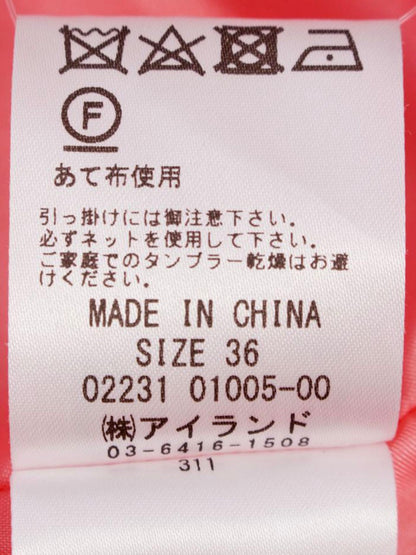 F
あて布使用
引っ掛けには御注意下さい。
必ずネットを使用して下さい。
ご家庭でのタンブラー乾燥はお避
けください。
MADE IN CHINA
SIZE 36
02231 01005-00
㈱アイランド
03-6416-1508
311